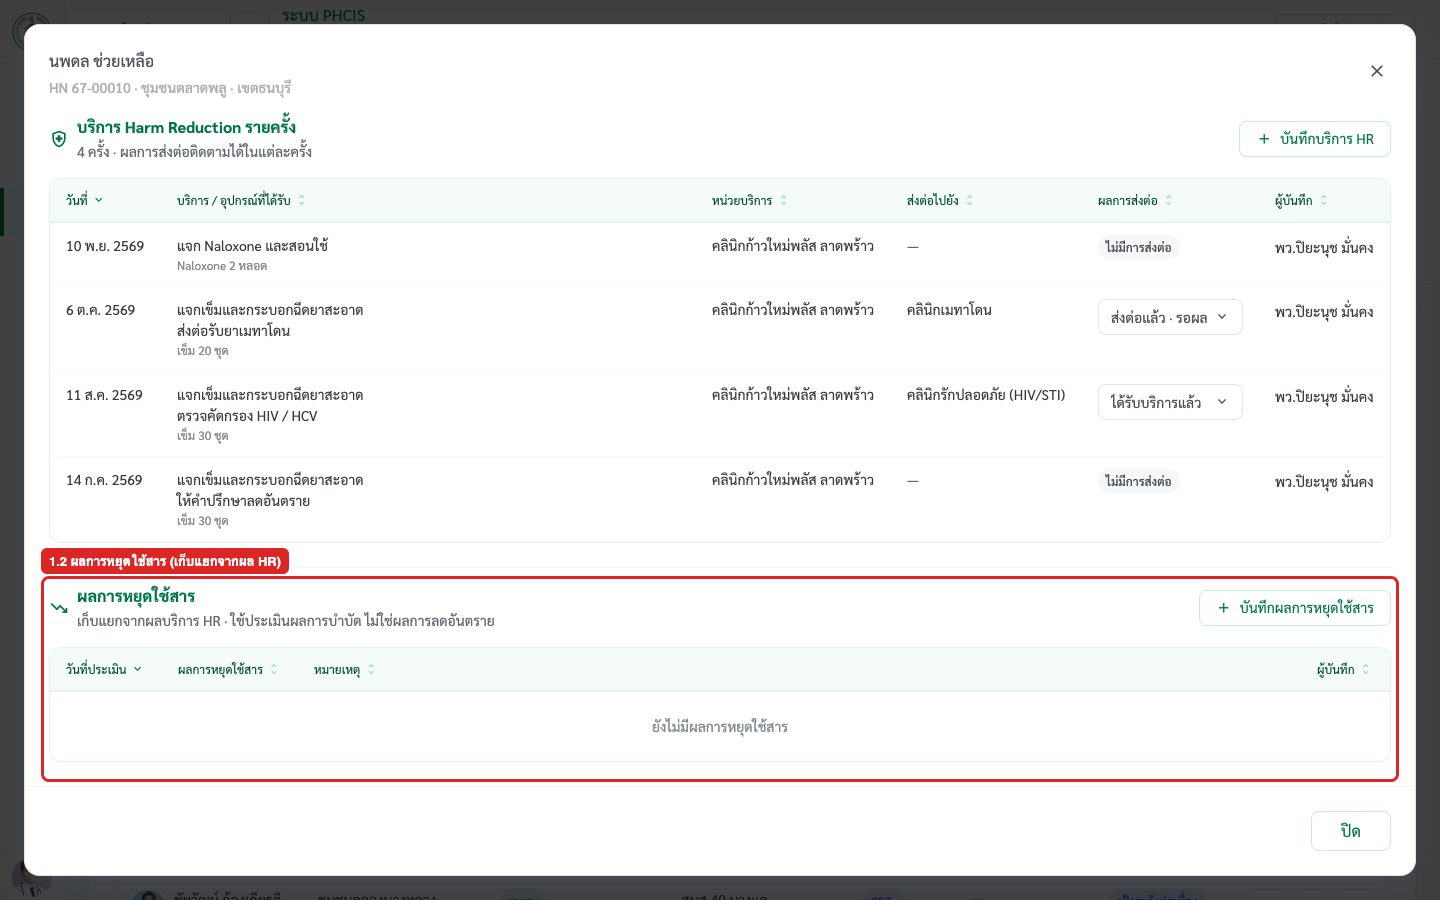 ระบบ PHCIS
นพดล ช่วยเหลือ
HN 67-00010 · ชุมชนตลาดพลู · เขตธนบุรี
บริการ Harm Reduction รายครั้ง
4 ครั้ง · ผลการส่งต่อติดตามได้ในแต่ละครั้ง
+ บันทึกบริการ HR
วันที่ บริการ / อุปกรณ์ที่ได้รับ หน่วยบริการ ส่งต่อไปยัง ผลการส่งต่อ ผู้บันทึก
10 พ.ย. 2569 แจก Naloxone และสอนใช้ คลินิกก้าวใหม่พลัส ลาดพร้าว — ไม่มีการส่งต่อ พว.ปิยะนุช มั่นคง
Naloxone 2 หลอด
6 ต.ค. 2569 แจกเข็มและกระบอกฉีดยาสะอาด คลินิกก้าวใหม่พลัส ลาดพร้าว คลินิกเมทาโดน ส่งต่อแล้ว · รอผล พว.ปิยะนุช มั่นคง
ส่งต่อรับยาเมทาโดน
เข็ม 20 ชุด
11 ส.ค. 2569 แจกเข็มและกระบอกฉีดยาสะอาด คลินิกก้าวใหม่พลัส ลาดพร้าว คลินิกรักปลอดภัย (HIV/STI) ได้รับบริการแล้ว พว.ปิยะนุช มั่นคง
ตรวจคัดกรอง HIV / HCV
เข็ม 30 ชุด
14 ก.ค. 2569 แจกเข็มและกระบอกฉีดยาสะอาด คลินิกก้าวใหม่พลัส ลาดพร้าว — ไม่มีการส่งต่อ พว.ปิยะนุช มั่นคง
ให้คำปรึกษาลดอันตราย
เข็ม 30 ชุด
1.2 ผลการหยุดใช้สาร (เก็บแยกจากผล HR)
ผลการหยุดใช้สาร
เก็บแยกจากผลบริการ HR · ใช้ประเมินผลการบำบัด ไม่ใช่ผลการลดอันตราย
+ บันทึกผลการหยุดใช้สาร
วันที่ประเมิน ผลการหยุดใช้สาร หมายเหตุ ผู้บันทึก
ยังไม่มีผลการหยุดใช้สาร
ปิด